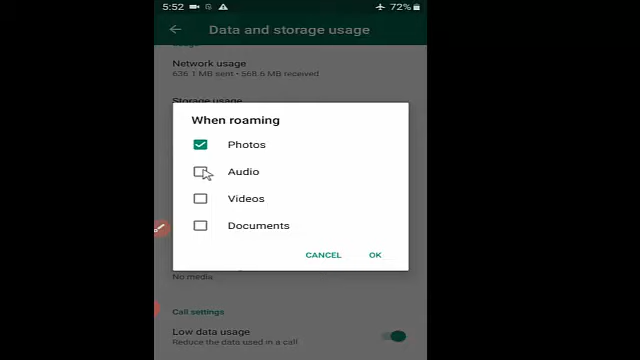 5:52
72%
Data and storage usage
Usage
Network usage
636.1 MB sent • 568.6 MB received
Storage usage
When roaming
Photos
Audio
Videos
Documents
CANCEL
OK
No media
Call settings
Low data usage
Reduce the data used in a call